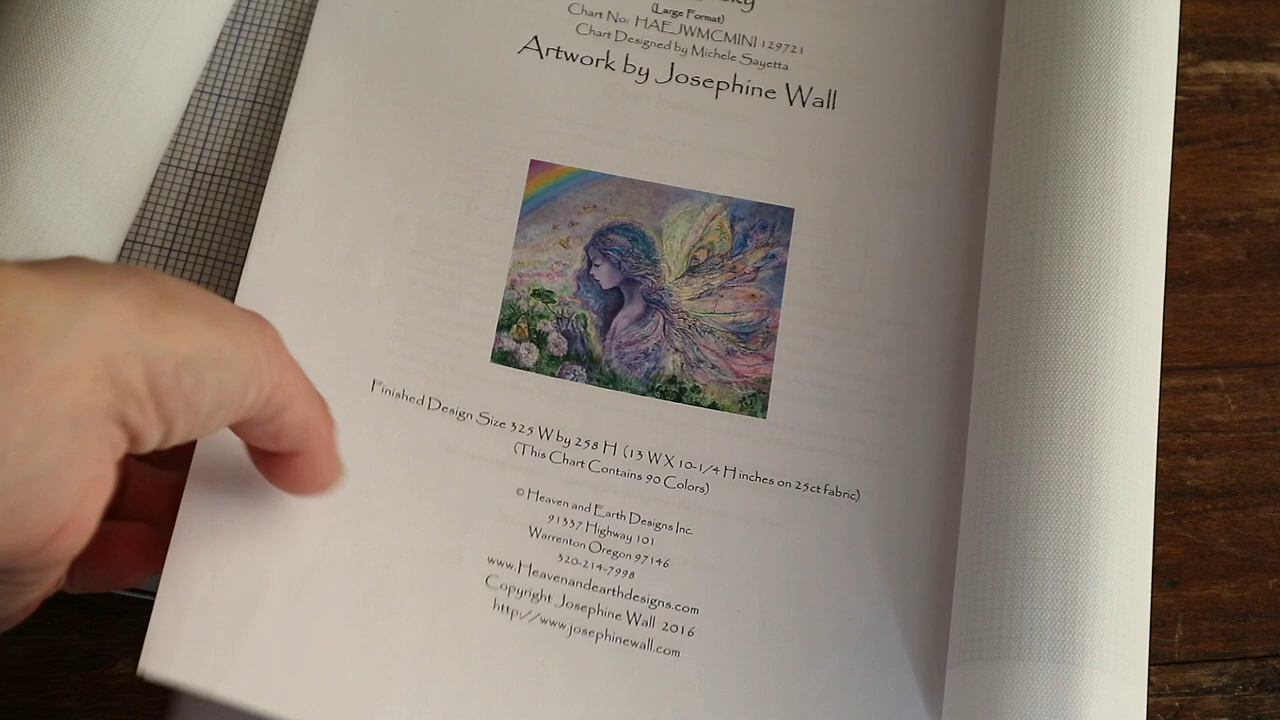 (Large Format)
Chart No: HAEJWMCMINI 129721
Chart Designed by Michele Sayetta
Artwork by Josephine Wall
Finished Design Size 325 W by 258 H (13 W X 10-1/4 H inches on 25ct fabric)
(This Chart Contains 90 Colors)
© Heaven and Earth Designs Inc.
91337 Highway 101
Warrenton Oregon 97146
320-214-7998
www.Heavenandearthdesigns.com
Copyright Josephine Wall 2016
http://www.josephinewall.com